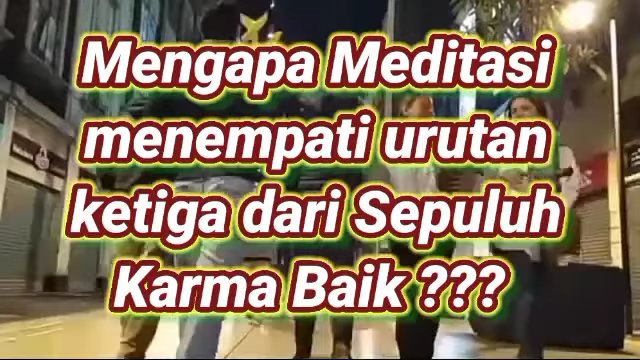 Mengapa Meditasi
menempati urutan
ketiga dari Sepuluh
Karma Baik ???